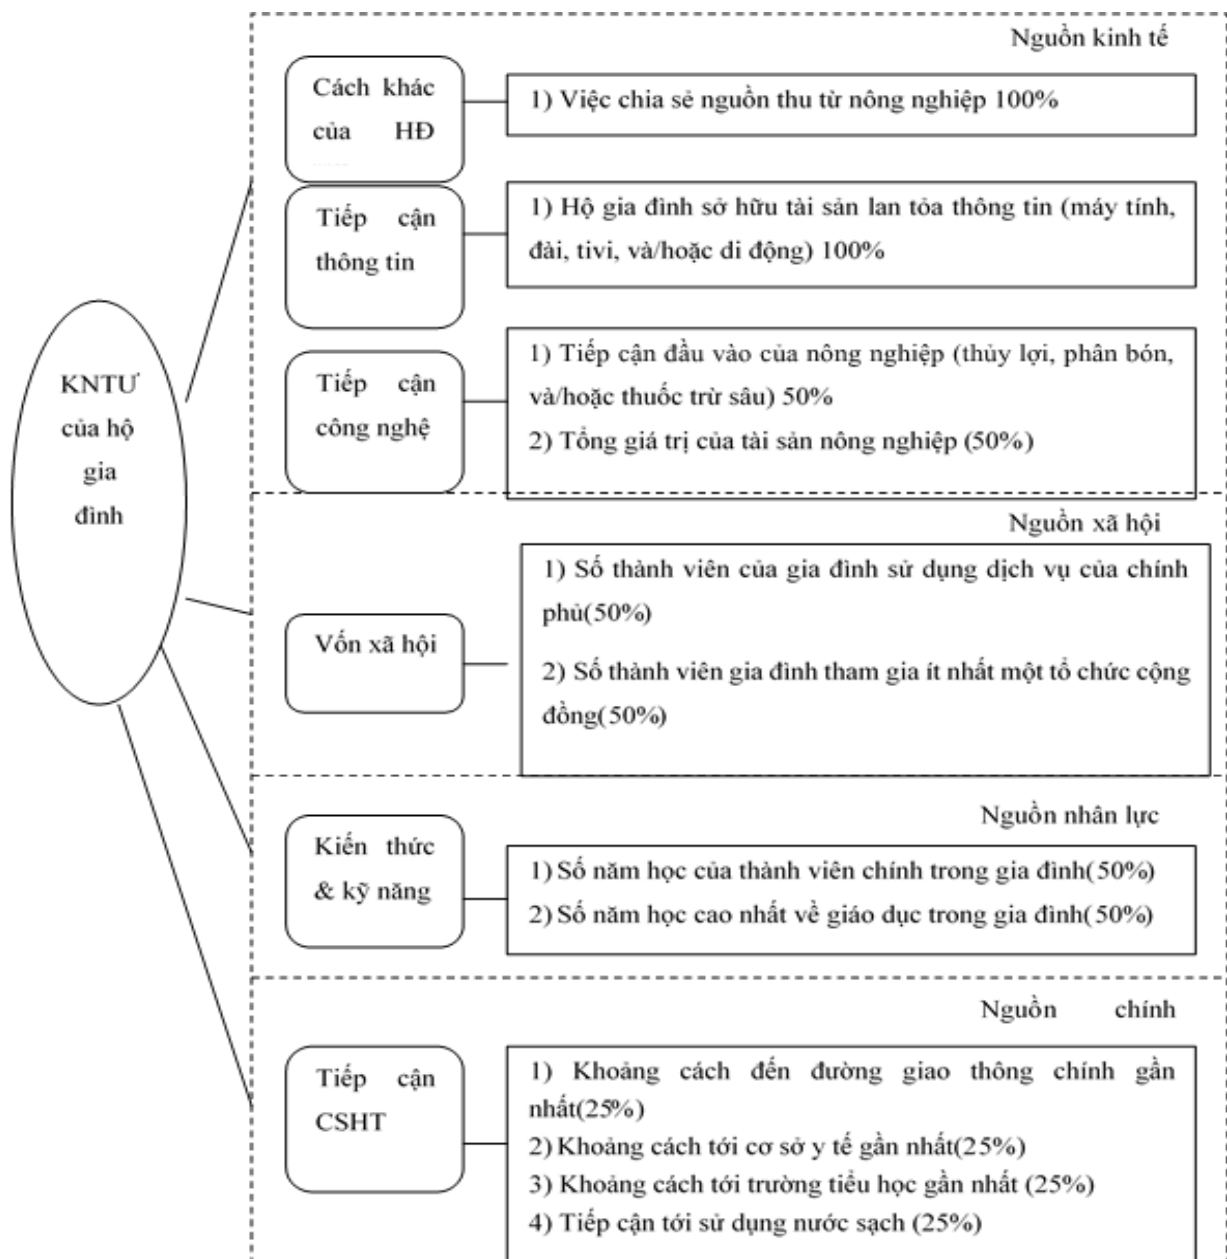 Nguồn kinh tế
Cách khác
của HĐ
1) Việc chia sẻ nguồn thu từ nông nghiệp 100%
Tiếp cận
thông tin
1) Hộ gia đình sở hữu tài sản lan tỏa thông tin (máy tính,
đài, tivi, và/hoặc di động) 100%
Tiếp cận
công nghệ
1) Tiếp cận đầu vào của nông nghiệp (thủy lợi, phân bón,
và/hoặc thuốc trừ sâu) 50%
2) Tổng giá trị của tài sản nông nghiệp (50%)
KNTƯ
của hộ
gia
đình
Nguồn xã hội
Vốn xã hội
1) Số thành viên của gia đình sử dụng dịch vụ của chính
phủ(50%)
2) Số thành viên gia đình tham gia ít nhất một tổ chức cộng
đồng(50%)
Nguồn nhân lực
Kiến thức
& kỹ năng
1) Số năm học của thành viên chính trong gia đình(50%)
2) Số năm học cao nhất về giáo dục trong gia đình(50%)
Nguồn chính
Tiếp cận
CSHT
1) Khoảng cách đến đường giao thông chính gần
nhất(25%)
2) Khoảng cách tới cơ sở y tế gần nhất(25%)
3) Khoảng cách tới trường tiểu học gần nhất (25%)
4) Tiếp cận tới sử dụng nước sạch (25%)